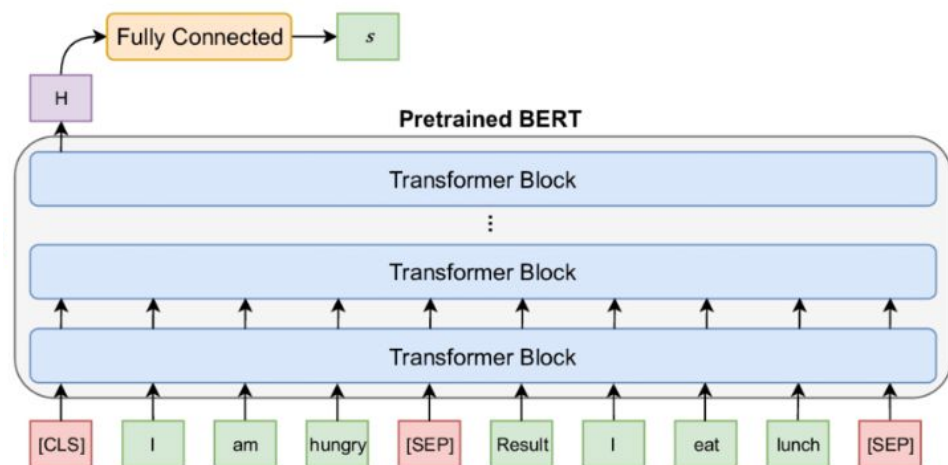 Fully Connected s
H
Pretrained BERT
Transformer Block
⋮
Transformer Block
Transformer Block
[CLS] I am hungry [SEP] Result I eat lunch [SEP]